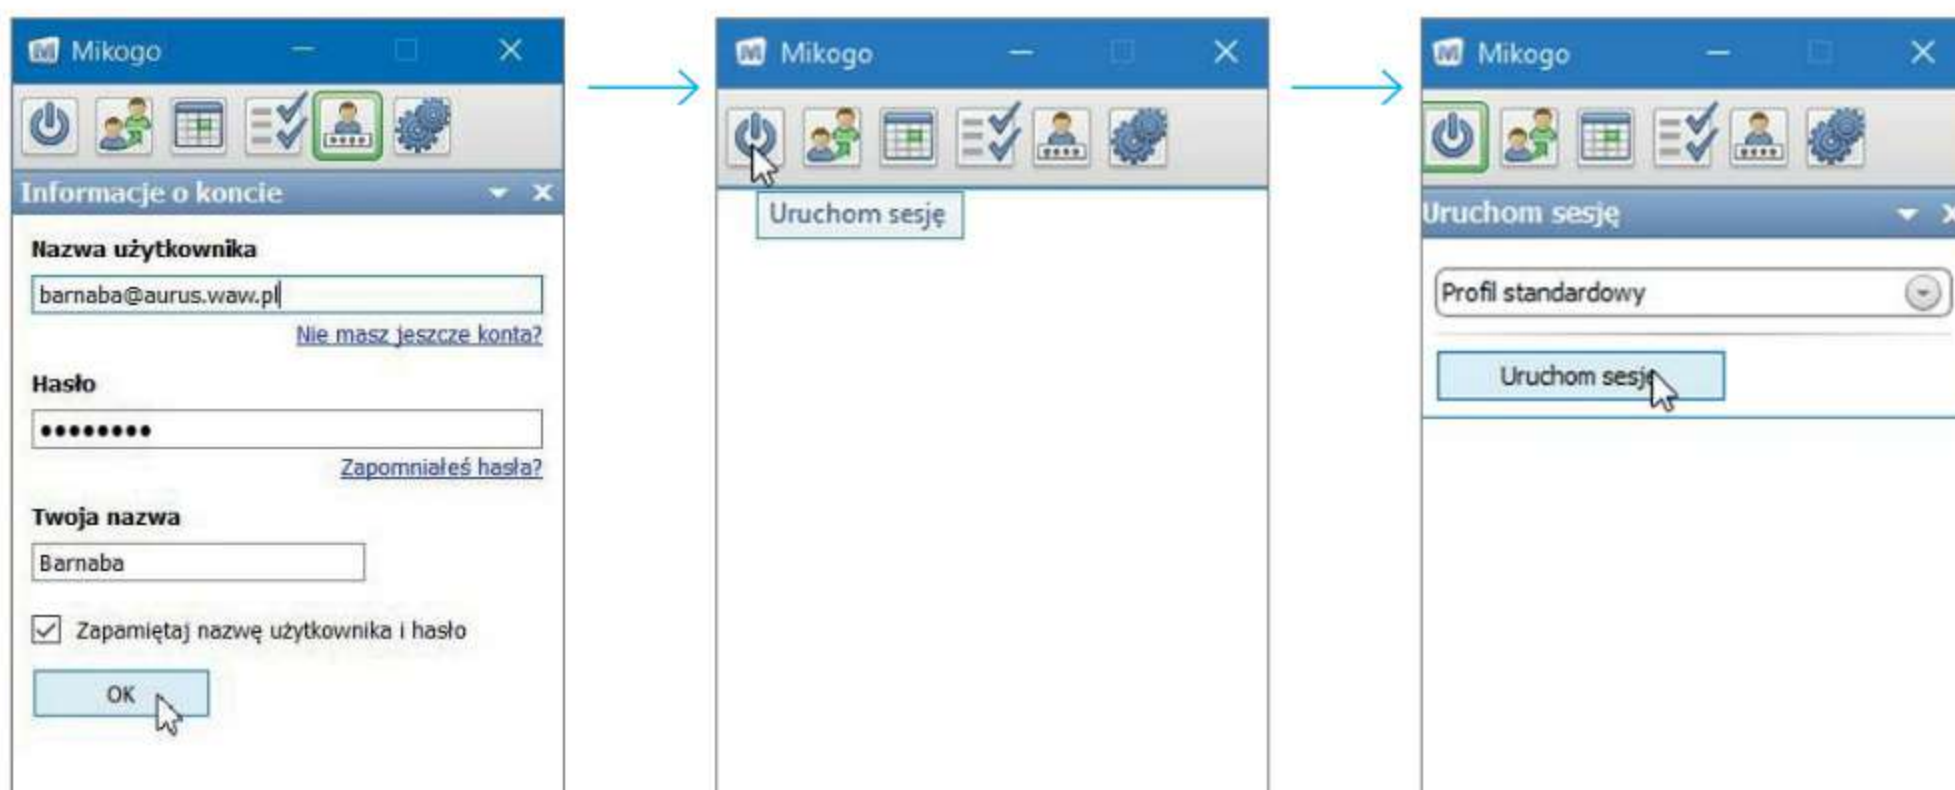 Mikogo
Informacje o koncie
Nazwa użytkownika
barnaba@aurus.waw.pl
Nie masz jeszcze konta?
Hasło
••••••••
Zapomniałeś hasła?
Twoja nazwa
Barnaba
Zapamiętaj nazwę użytkownika i hasło
OK
Mikogo
Uruchom sesję
Mikogo
Uruchom sesję
Profil standardowy
Uruchom sesję